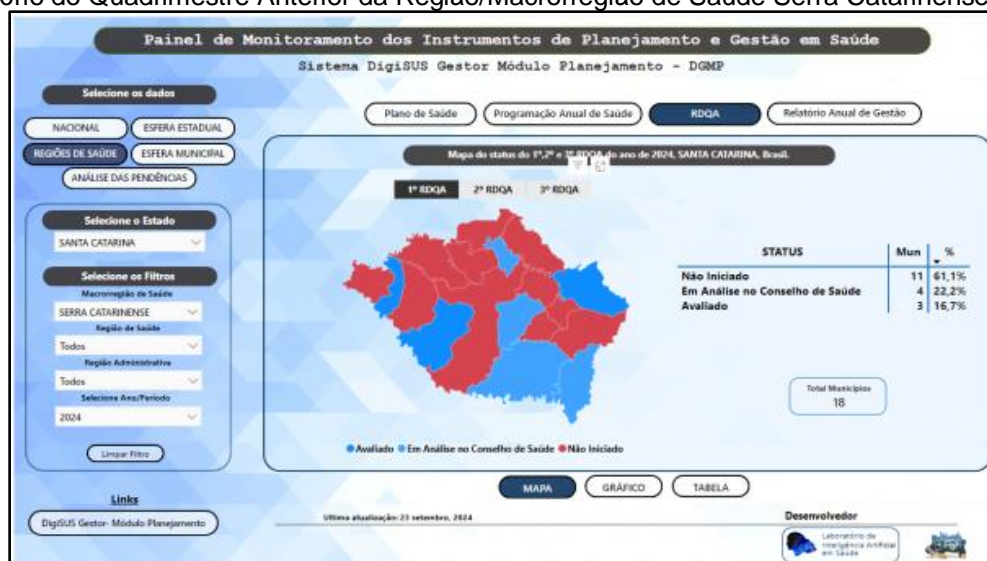 do Quadrimestre Anterior da Região/Macrorregião de Saúde Serra Catarinense
Painel de Monitoramento dos Instrumentos de Planejamento e Gestão em Saúde
Sistema DigiSUS Gestor Módulo Planejamento - DGMP
Selecione os dados
NACIONAL
ESFERA ESTADUAL
REGIÕES DE SAÚDE
ESFERA MUNICIPAL
ANÁLISE DAS PENDÊNCIAS
Plano de Saúde
Programação Anual de Saúde
RDQA
Relatório Anual de Gestão
Mapa do status do 1º,2º e 3º RDQA do ano de 2024, SANTA CATARINA, Brasil.
1º RDQA
2º RDQA
3º RDQA
Selecione o Estado
SANTA CATARINA
Selecione os Filtros
Macrorregião de Saúde
SERRA CATARINENSE
Região de Saúde
Todos
Região Administrativa
Todos
Selecione Ano/Período
2024
Limpar Filtro
STATUS Mun %
Não Iniciado 11 61,1%
Em Análise no Conselho de Saúde 4 22,2%
Avaliado 3 16,7%
Total Municípios
18
Avaliado Em Análise no Conselho de Saúde Não Iniciado
MAPA
GRÁFICO
TABELA
Links
DigiSUS Gestor- Módulo Planejamento
Ultima atualização: 23 setembro, 2024
Desenvolvedor
Laboratório de
Inteligência Artificial
em Saúde